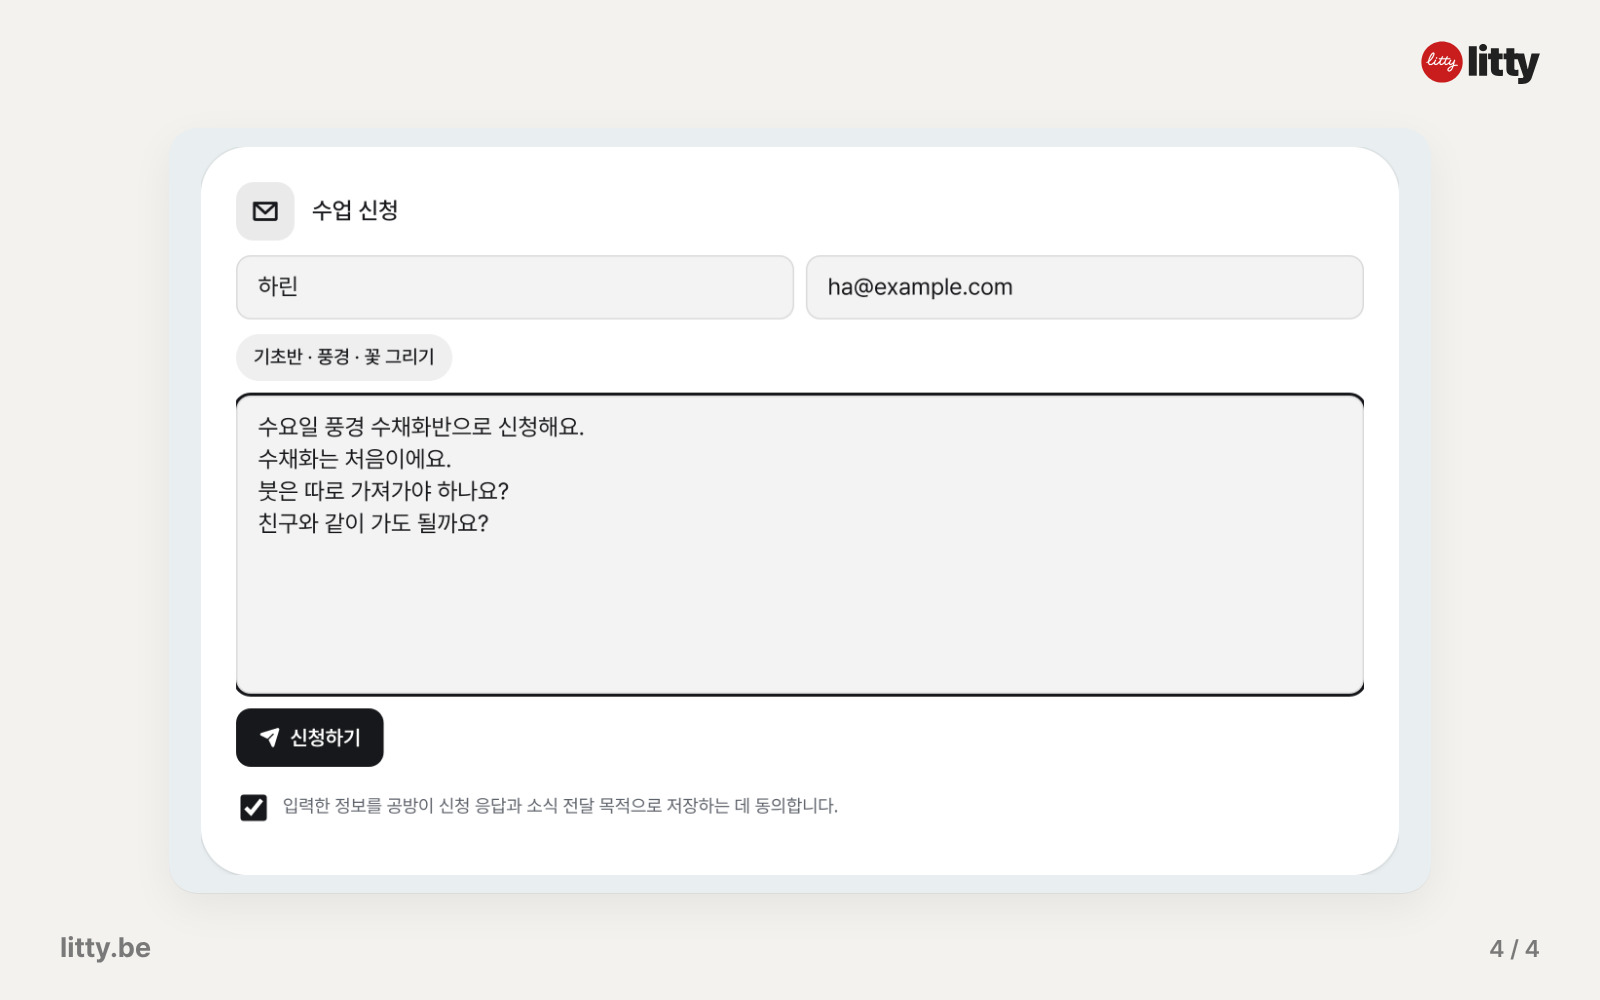 litty litty
수업 신청
하린
ha@example.com
기초반 · 풍경 · 꽃 그리기
수요일 풍경 수채화반으로 신청해요.
수채화는 처음이에요.
붓은 따로 가져가야 하나요?
친구와 같이 가도 될까요?
신청하기
입력한 정보를 공방이 신청 응답과 소식 전달 목적으로 저장하는 데 동의합니다.
litty.be
4 / 4